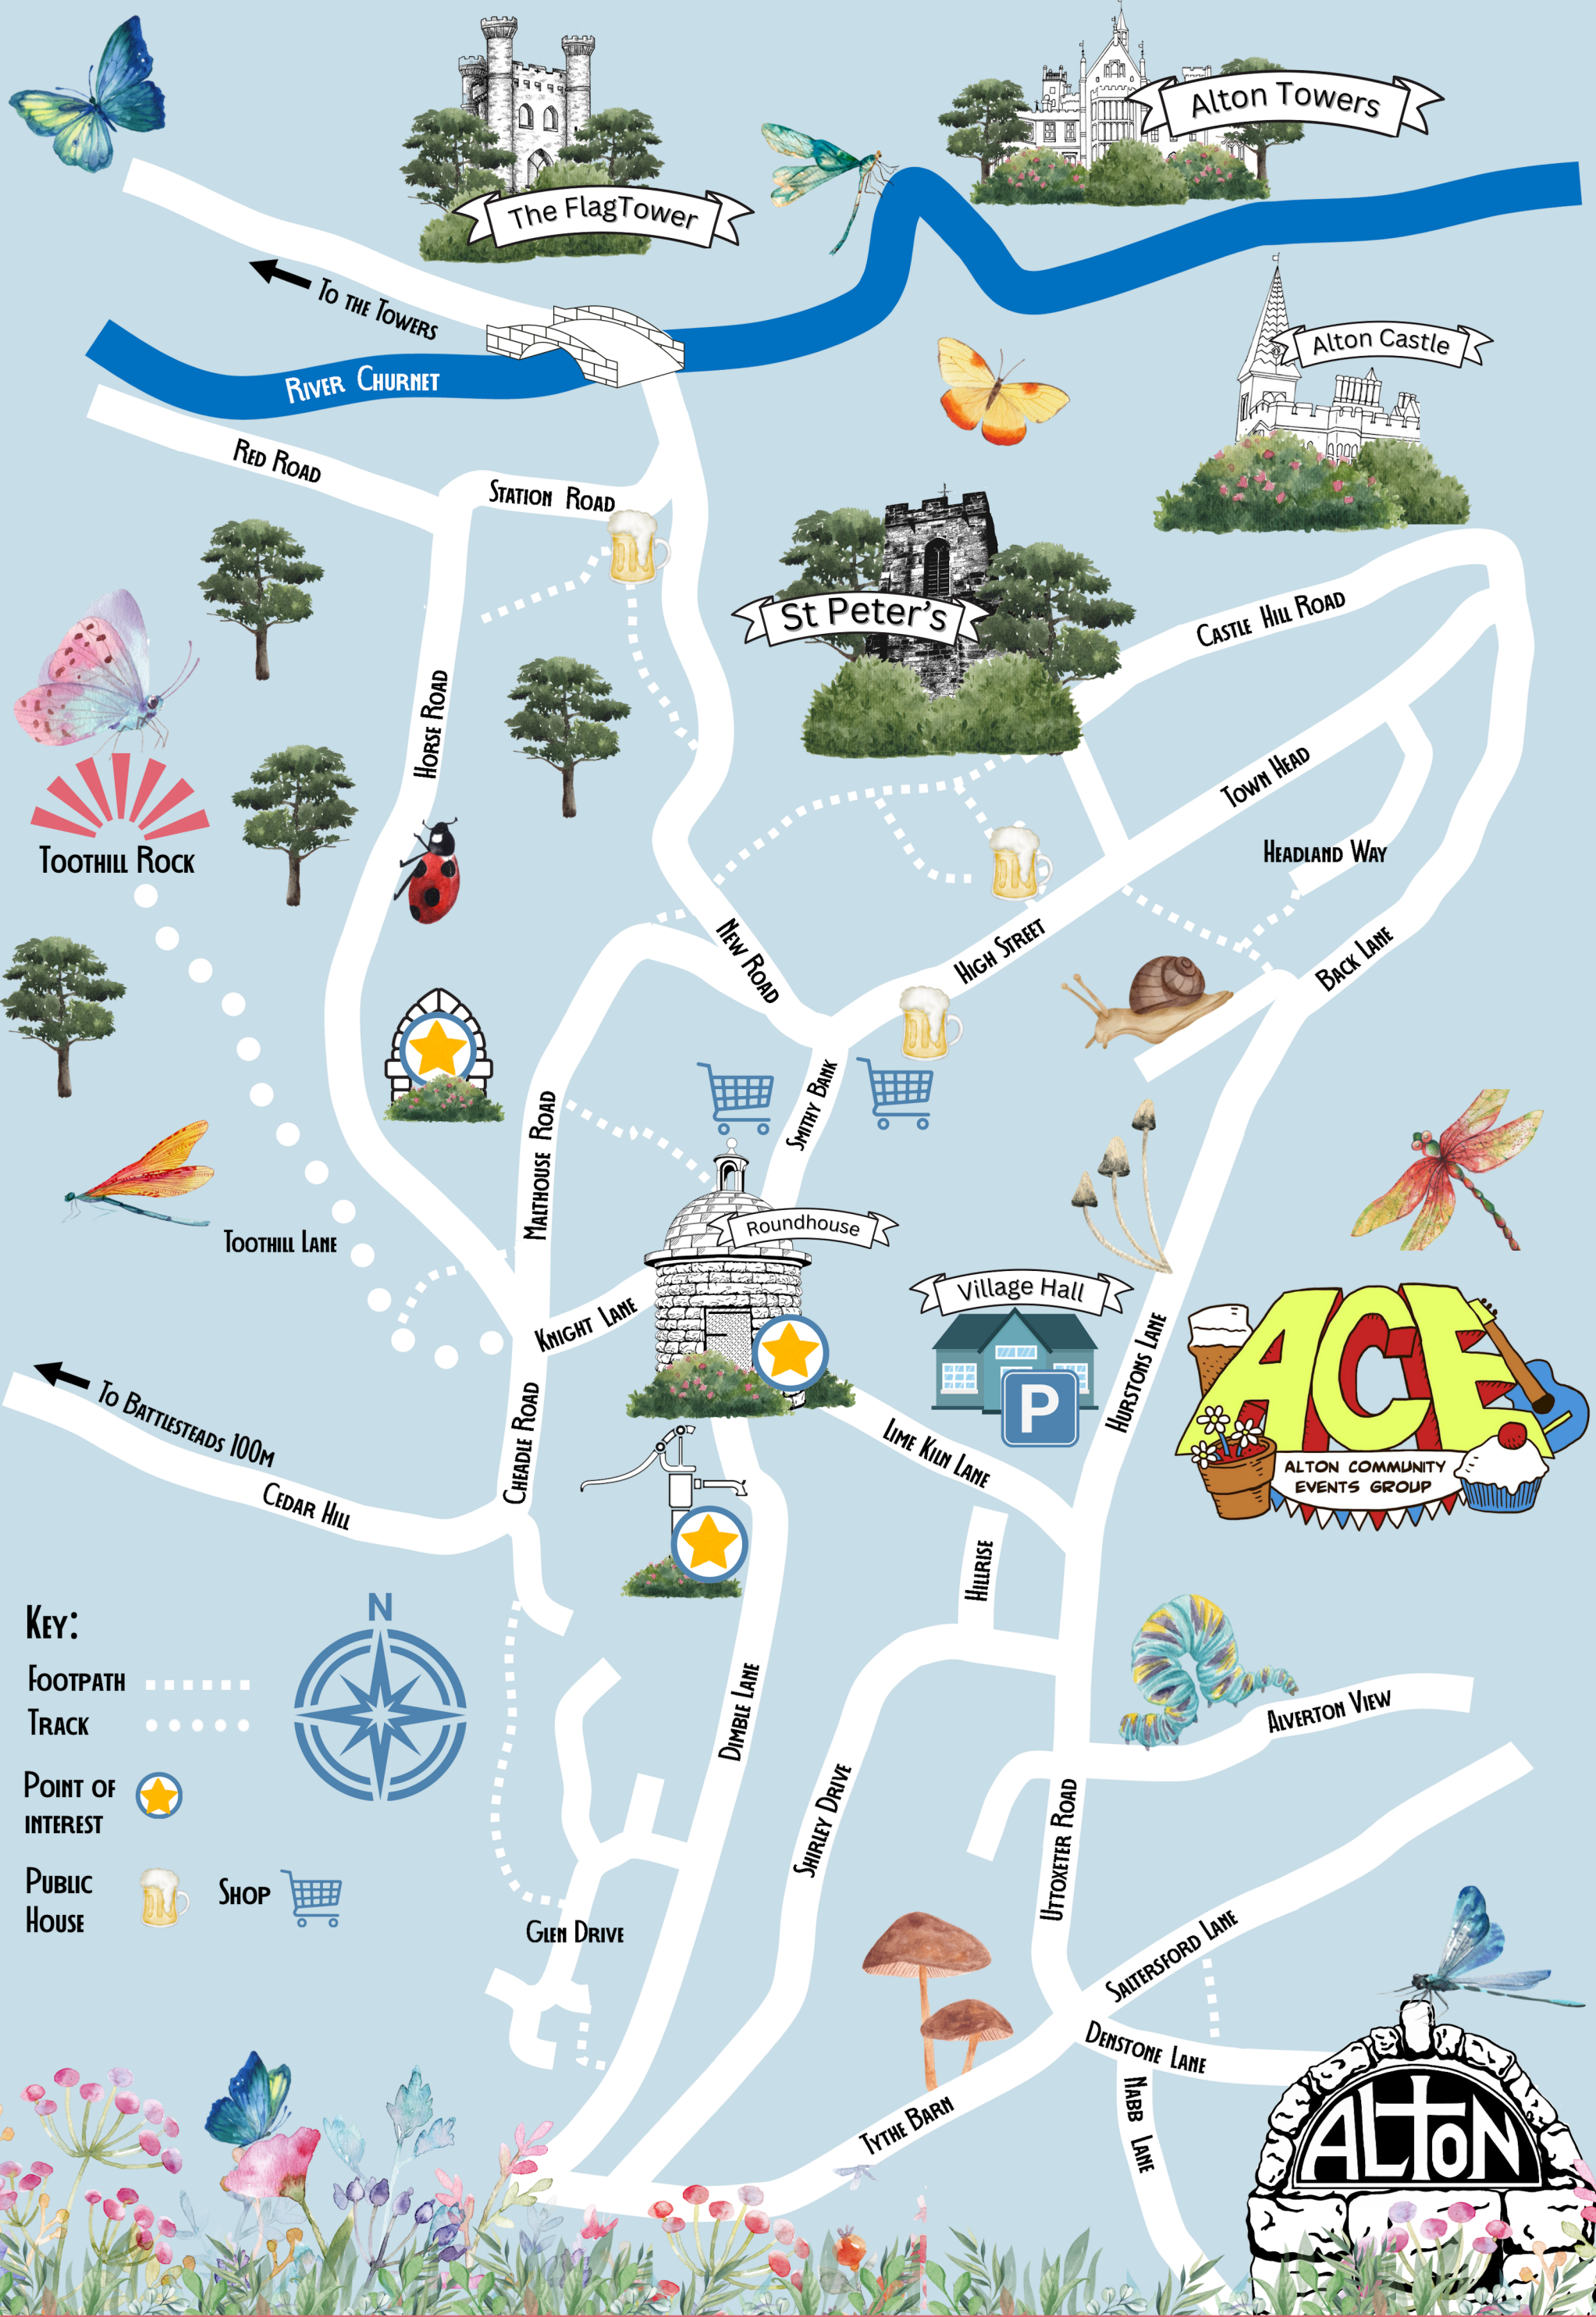 Alton Towers
The FlagTower
To the Towers
Alton Castle
River Churnet
Red Road
Station Road
St Peter's
Castle Hill Road
Horse Road
Town Head
Toothill Rock
Headland Way
New Road
High Street
Back Lane
Smithy Bank
Malthouse Road
Toothill Lane
Roundhouse
Village Hall
P
Knight Lane
Hurstons Lane
To Battlesteads 100m
Cheadle Road
Lime Kiln Lane
ACE
ALTON COMMUNITY
EVENTS GROUP
Cedar Hill
Hillrise
Key:
N
Footpath
Track
Dimble Lane
Alverton View
Point of
interest
Shirley Drive
Uttoxeter Road
Public
House
Shop
Glen Drive
Saltersford Lane
Denstone Lane
Nabb Lane
Tythe Barn
ALTON